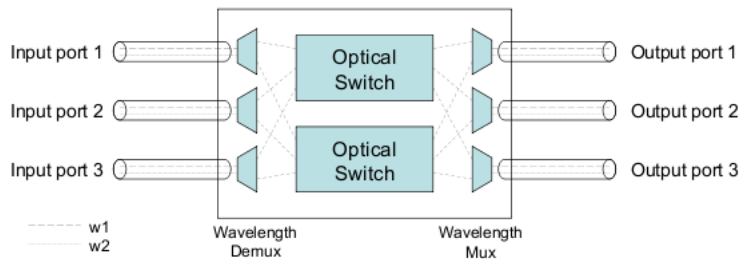 Input port 1
Input port 2
Input port 3
Optical
Switch
Optical
Switch
Output port 1
Output port 2
Output port 3
w1
w2
Wavelength
Demux
Wavelength
Mux